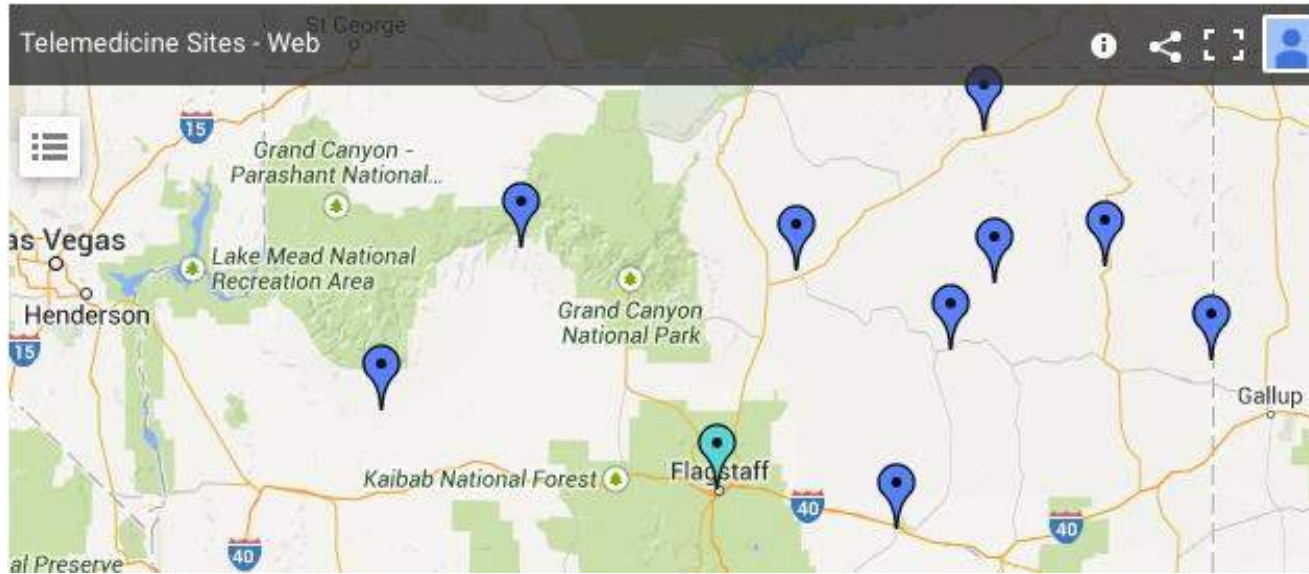 St George
Telemedicine Sites - Web
15
Grand Canyon -
Parashant National...
as Vegas
Lake Mead National
Recreation Area
Henderson
Grand Canyon
National Park
15
Gallup
Kaibab National Forest
Flagstaff
40
40
40
al Preserve